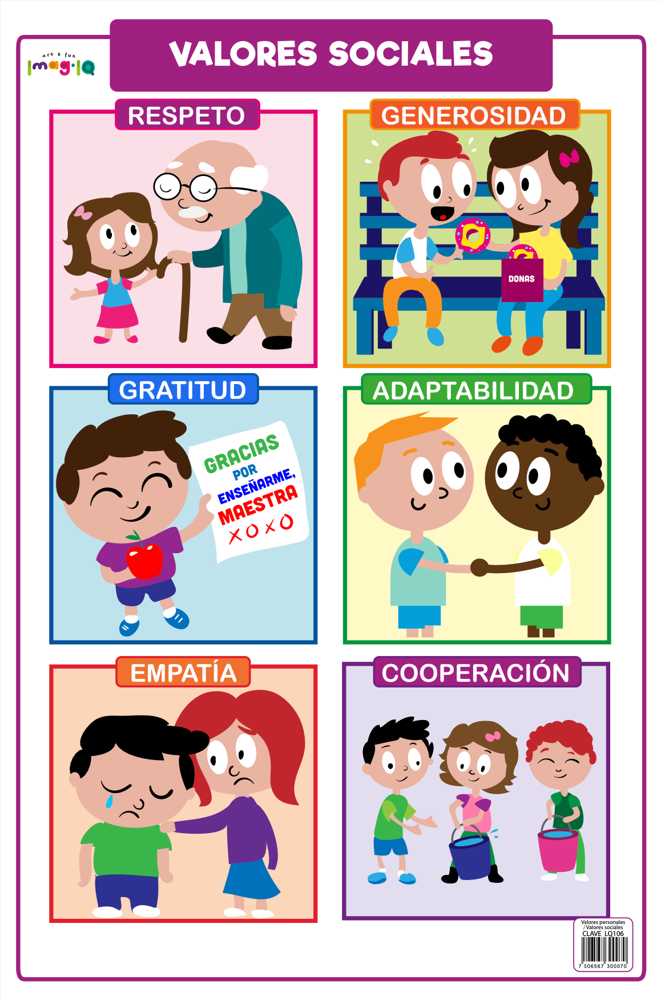 VALORES SOCIALES
art & fun
imag·IQ
RESPETO
GENEROSIDAD
DONAS
GRATITUD
ADAPTABILIDAD
GRACIAS
POR
ENSEÑARME,
MAESTRA
XOXO
EMPATÍA
COOPERACIÓN
Valores personales
/ Valores sociales
CLAVE LQ106
7 506567 300070